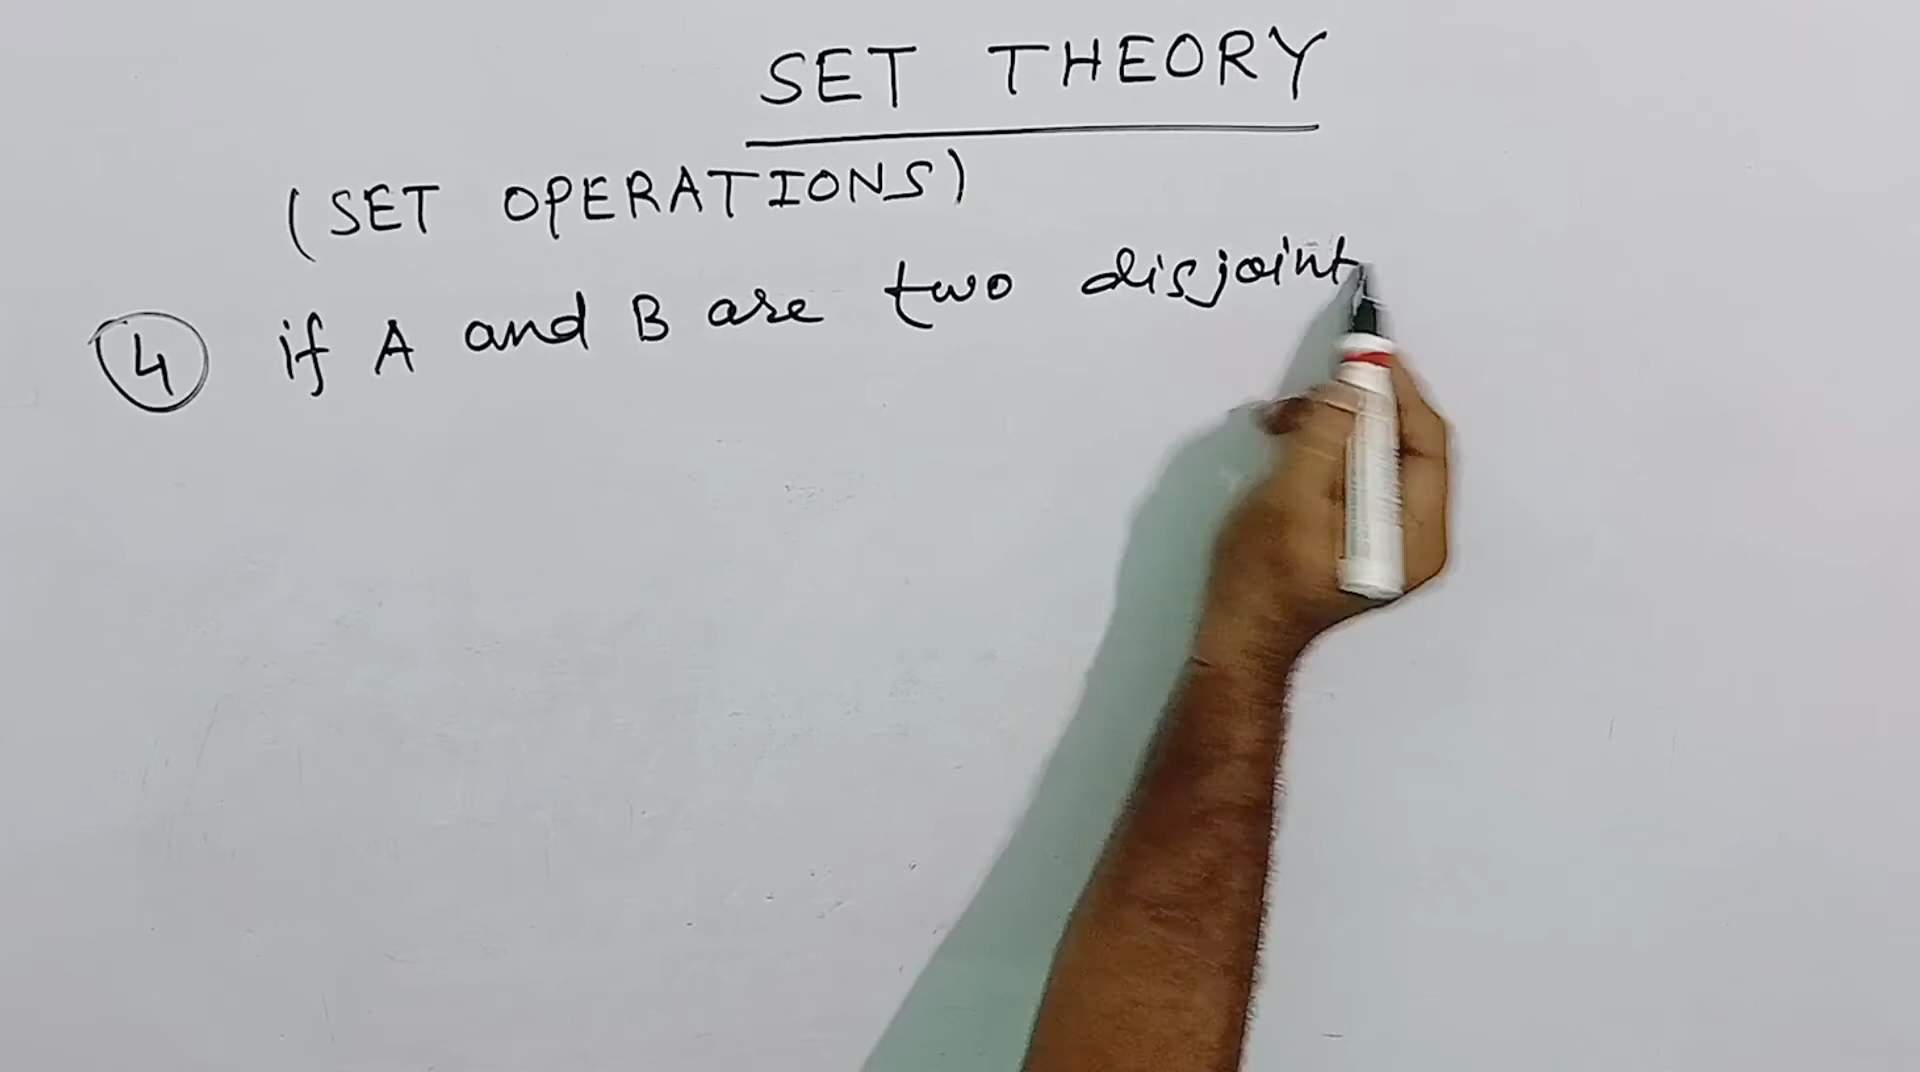 SET THEORY
(SET OPERATIONS)
4 if A and B are two disjoint